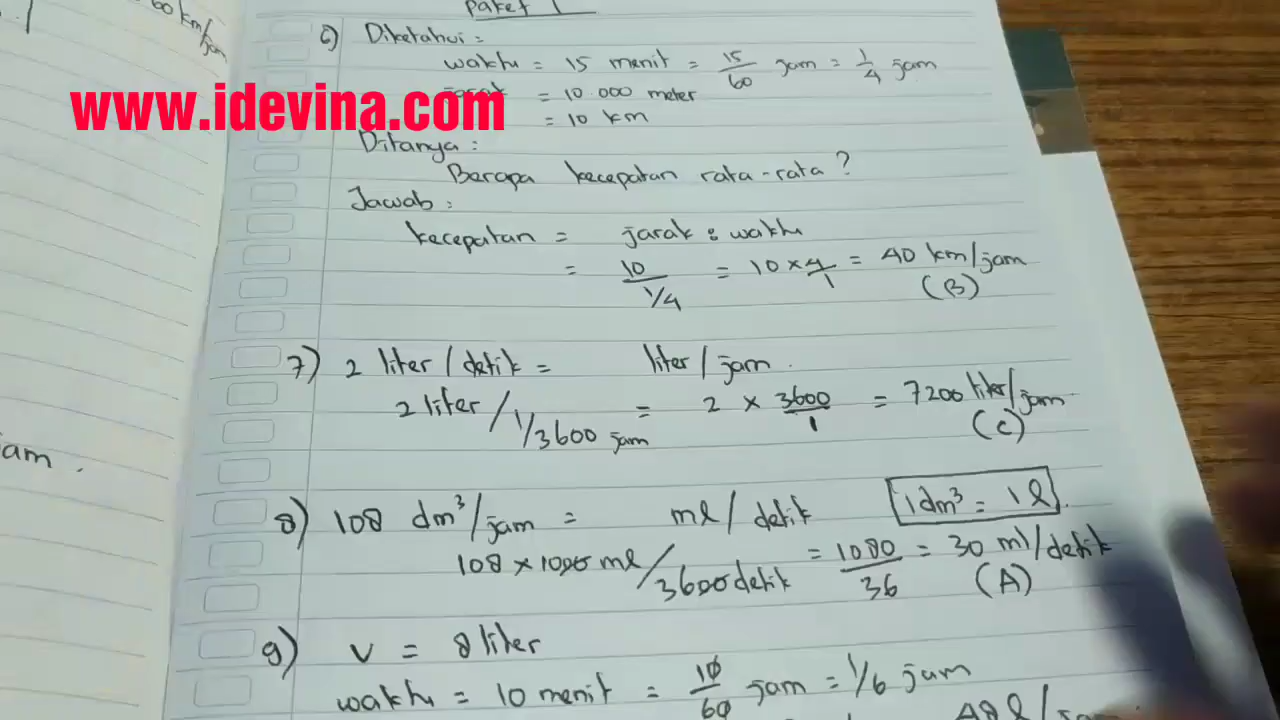 60 km/
jam
Paket 1
6) Diketahui =
waktu = 15 menit = 15/60 jam = 1/4 jam
= 10.000 meter
www.idevina.com
= 10 km
Ditanya :
Berapa kecepatan rata-rata?
Jawab :
kecepatan = jarak : waktu
= 10/1/4 = 10 × 4/1 = 40 km/jam
(B)
7) 2 liter / detik = liter / jam.
2 liter / 1/3600 jam = 2 × 3600/1 = 7200 liter/jam
(C)
am.
8) 108 dm³/jam = ml / detik 1 dm³ = 1 l.
108 × 1000 ml / 3600 detik = 1080/36 = 30 ml/detik
(A)
9) V = 8 liter
waktu = 10 menit = 10/60 jam = 1/6 jam
48 l /